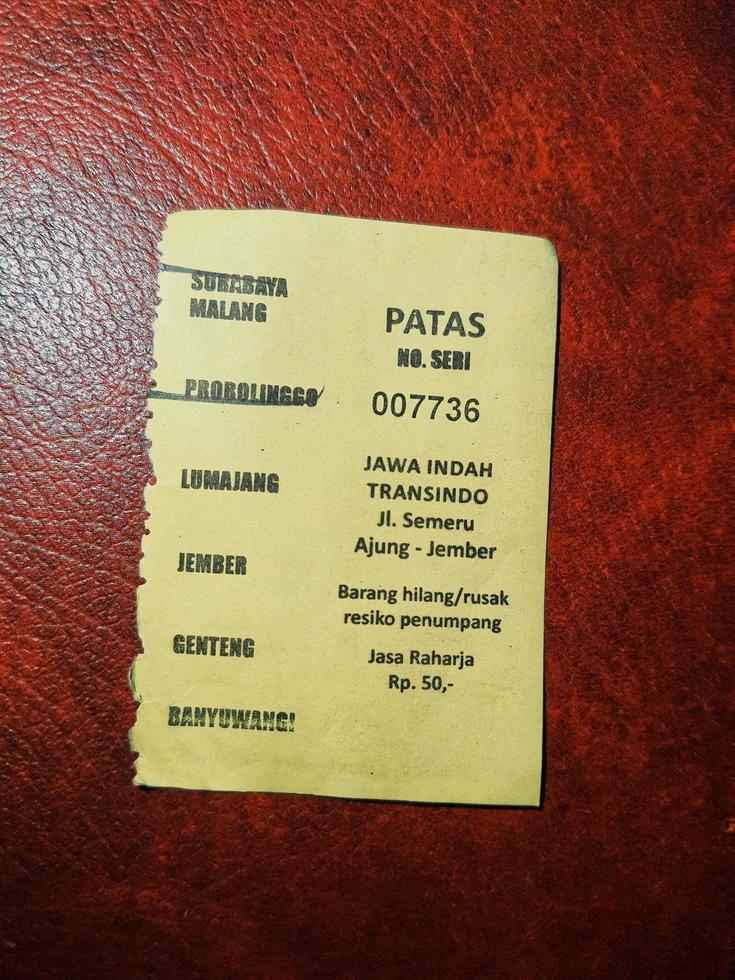 SURABAYA
MALANG
PROBOLINGGO
LUMAJANG
JEMBER
GENTENG
BANYUWANGI
PATAS
NO. SERI
007736
JAWA INDAH
TRANSINDO
Jl. Semeru
Ajung - Jember
Barang hilang/rusak
resiko penumpang
Jasa Raharja
Rp. 50,-